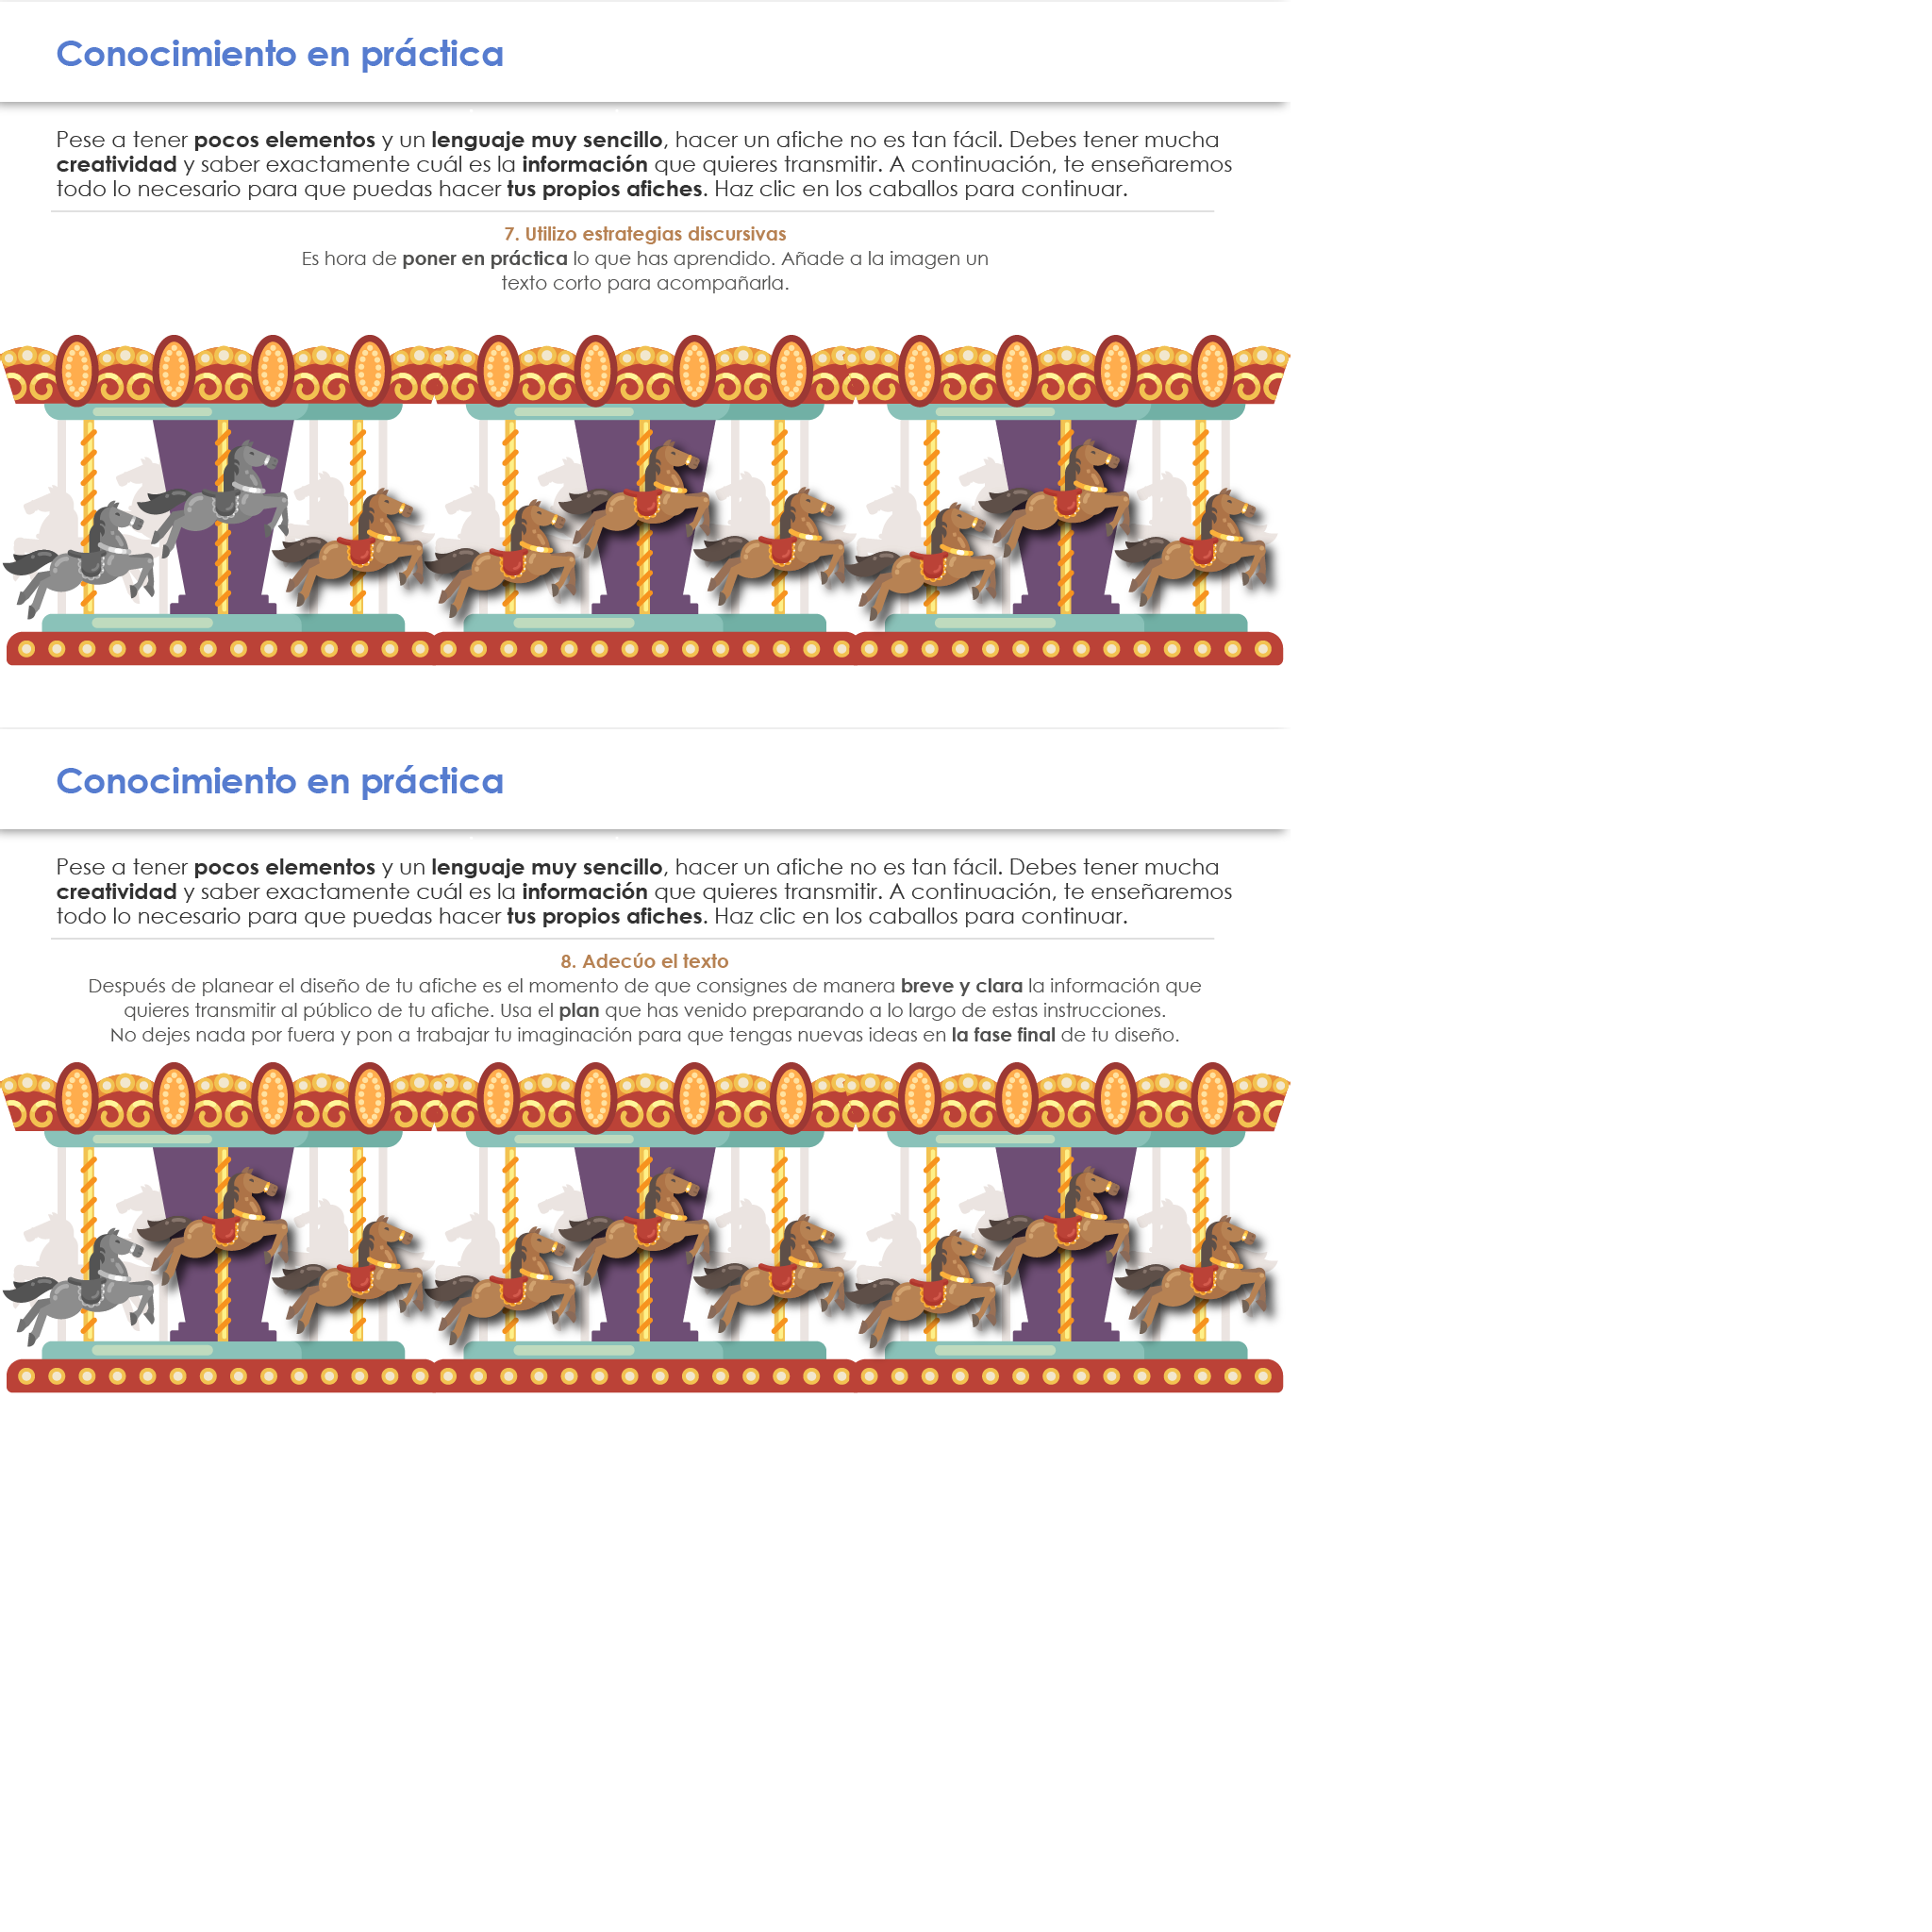 Conocimiento en práctica
Pese a tener pocos elementos y un lenguaje muy sencillo, hacer un afiche no es tan fácil. Debes tener mucha
creatividad y saber exactamente cuál es la información que quieres transmitir. A continuación, te enseñaremos
todo lo necesario para que puedas hacer tus propios afiches. Haz clic en los caballos para continuar.
7. Utilizo estrategias discursivas
Es hora de poner en práctica lo que has aprendido. Añade a la imagen un
texto corto para acompañarla.
Conocimiento en práctica
Pese a tener pocos elementos y un lenguaje muy sencillo, hacer un afiche no es tan fácil. Debes tener mucha
creatividad y saber exactamente cuál es la información que quieres transmitir. A continuación, te enseñaremos
todo lo necesario para que puedas hacer tus propios afiches. Haz clic en los caballos para continuar.
8. Adecúo el texto
Después de planear el diseño de tu afiche es el momento de que consignes de manera breve y clara la información que
quieres transmitir al público de tu afiche. Usa el plan que has venido preparando a lo largo de estas instrucciones.
No dejes nada por fuera y pon a trabajar tu imaginación para que tengas nuevas ideas en la fase final de tu diseño.